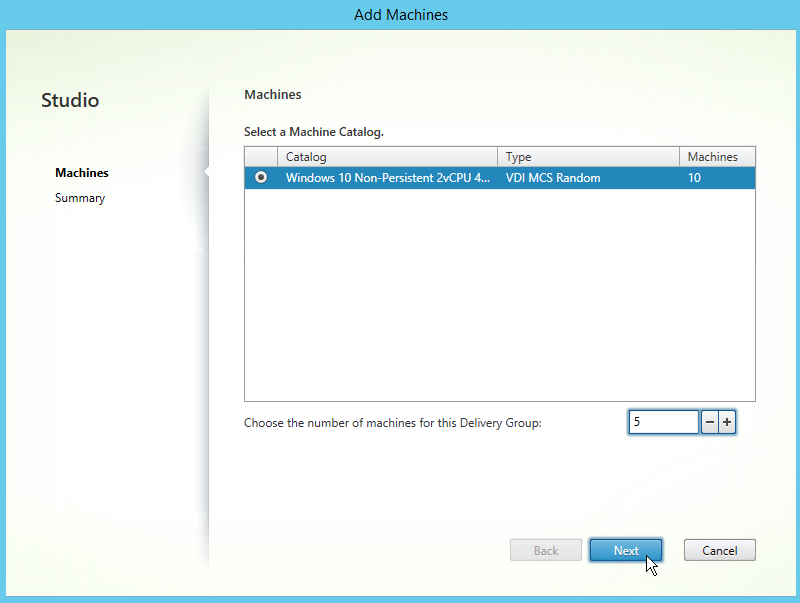 Add Machines
Studio
Machines
Summary
Machines
Select a Machine Catalog.
Catalog Type Machines
Windows 10 Non-Persistent 2vCPU 4... VDI MCS Random 10
Choose the number of machines for this Delivery Group: 5 − +
Back Next Cancel